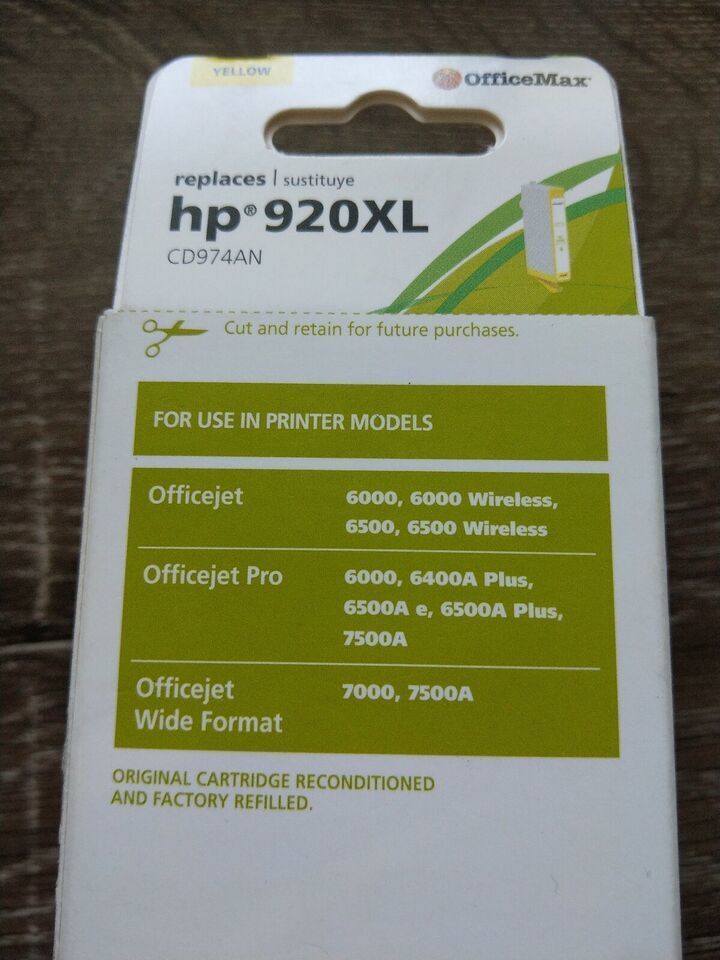 YELLOW
OfficeMax
replaces | sustituye
hp® 920XL
CD974AN
Cut and retain for future purchases.
FOR USE IN PRINTER MODELS
Officejet 6000, 6000 Wireless,
6500, 6500 Wireless
Officejet Pro 6000, 6400A Plus,
6500A e, 6500A Plus,
7500A
Officejet 7000, 7500A
Wide Format
ORIGINAL CARTRIDGE RECONDITIONED
AND FACTORY REFILLED.